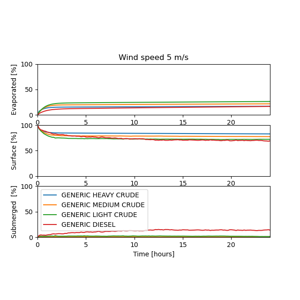 Wind speed 5 m/s
100
50
0
Evaporated [%]
0 5 10 15 20
100
50
0
Surface [%]
0 5 10 15 20
100
50
0
Submerged [%]
GENERIC HEAVY CRUDE
GENERIC MEDIUM CRUDE
GENERIC LIGHT CRUDE
GENERIC DIESEL
0 5 10 15 20
Time [hours]